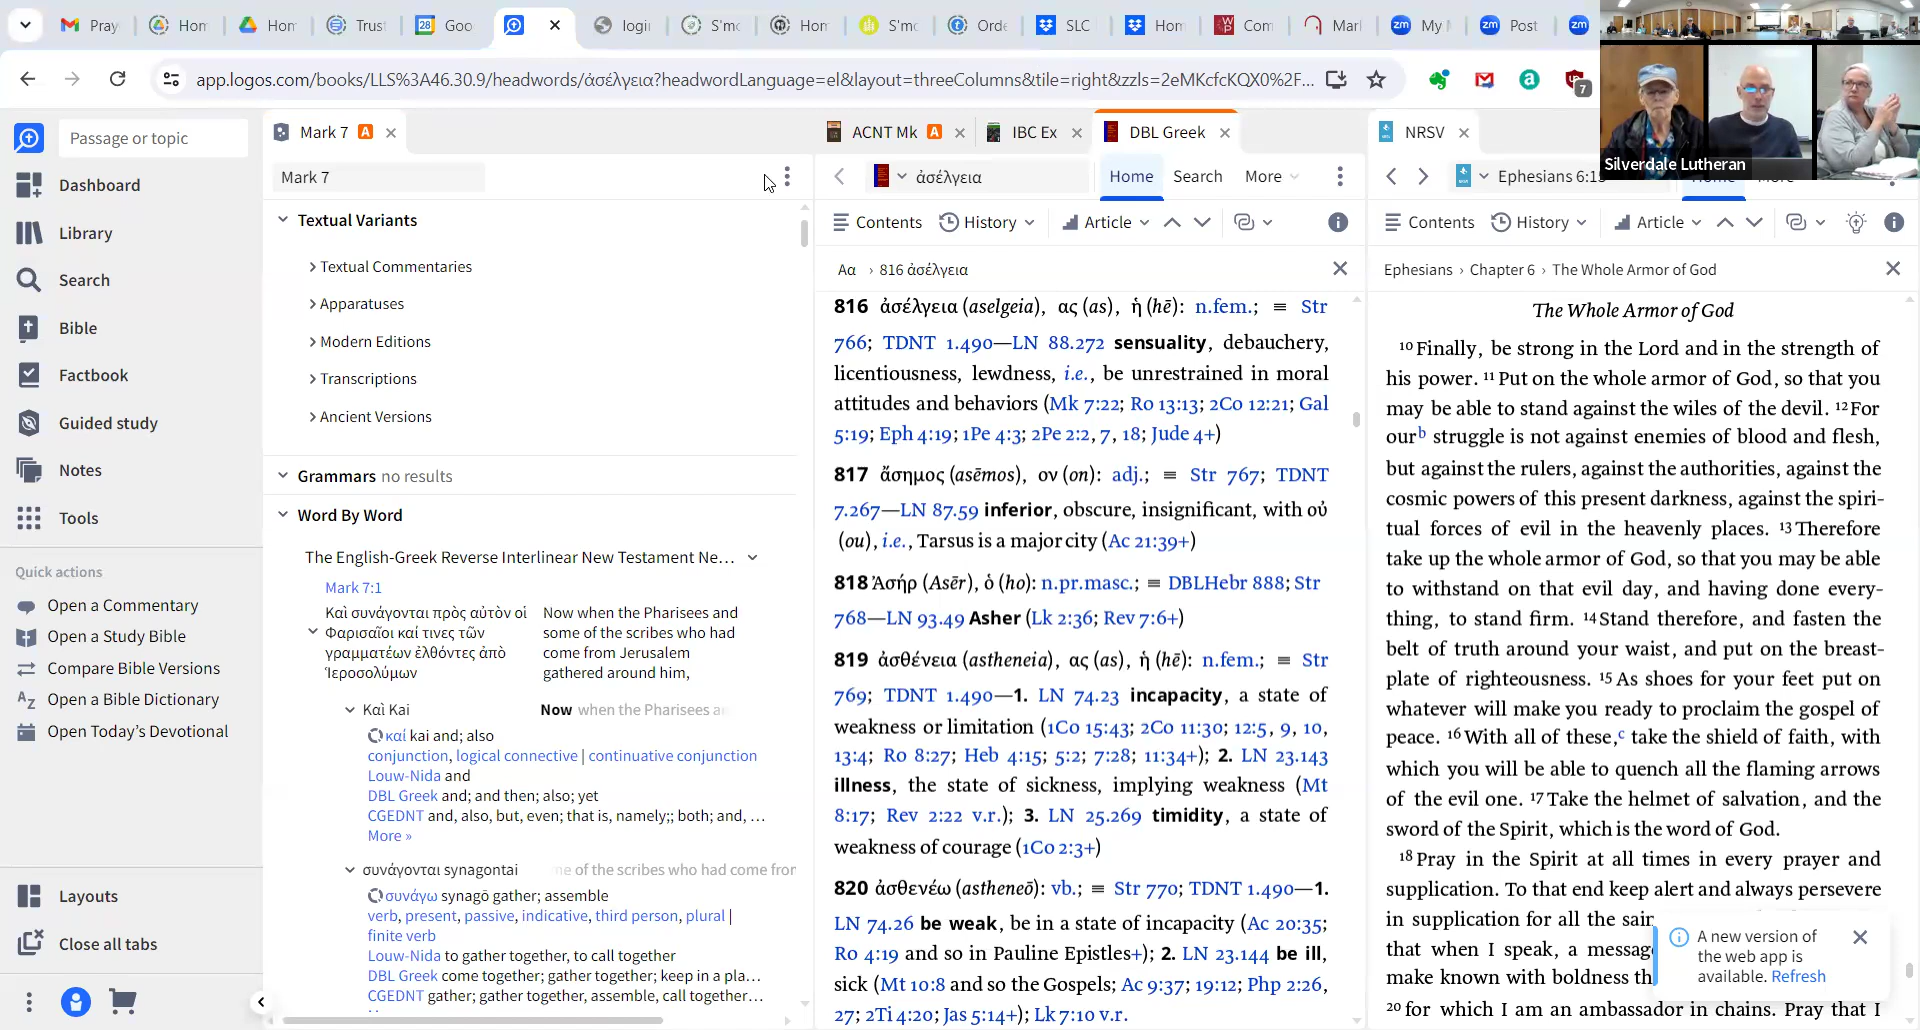 Pray
Hom
Hom
Trust
28
Goo
login
S'mo
Hom
S'mo
Orde
SLC
Hom
Com
Marl
zm
My
zm
Post
zm
app.logos.com/books/LLS%3A46.30.9/headwords/ἀσέλγεια?headwordLanguage=el&layout=threeColumns&tile=right&zzls=2eMKcfcKQX0%2F...
7
Silverdale Lutheran
Passage or topic
Dashboard
Library
Search
Bible
Factbook
Guided study
Notes
Tools
Quick actions
Open a Commentary
Open a Study Bible
Compare Bible Versions
Open a Bible Dictionary
Open Today’s Devotional
Layouts
Close all tabs
Mark 7 A
Mark 7
Textual Variants
Textual Commentaries
Apparatuses
Modern Editions
Transcriptions
Ancient Versions
Grammars no results
Word By Word
The English-Greek Reverse Interlinear New Testament Ne...
Mark 7:1
Καὶ συνάγονται πρὸς αὐτὸν οἱ
Φαρισαῖοι καί τινες τῶν
γραμματέων ἐλθόντες ἀπὸ
Ἱεροσολύμων
Now when the Pharisees and
some of the scribes who had
come from Jerusalem
gathered around him,
Καὶ Kai
Now when the Pharisees an
καί kai and; also
conjunction, logical connective | continuative conjunction
Louw-Nida and
DBL Greek and; and then; also; yet
CGEDNT and, also, but, even; that is, namely;; both; and, …
More »
συνάγονται synagontai
ne of the scribes who had come from
συνάγω synagō gather; assemble
verb, present, passive, indicative, third person, plural |
finite verb
Louw-Nida to gather together, to call together
DBL Greek come together; gather together; keep in a pla…
CGEDNT gather; gather together, assemble, call together…
ACNT Mk A
IBC Ex
DBL Greek
ἀσέλγεια
Home
Search
More
Contents
History
Article
Αα › 816 ἀσέλγεια
816 ἀσέλγεια (aselgeia), ας (as), ἡ (hē): n.fem.; ≡ Str
766; TDNT 1.490—LN 88.272 sensuality, debauchery,
licentiousness, lewdness, i.e., be unrestrained in moral
attitudes and behaviors (Mk 7:22; Ro 13:13; 2Co 12:21; Gal
5:19; Eph 4:19; 1Pe 4:3; 2Pe 2:2, 7, 18; Jude 4+)
817 ἄσημος (asēmos), ον (on): adj.; ≡ Str 767; TDNT
7.267—LN 87.59 inferior, obscure, insignificant, with οὐ
(ou), i.e., Tarsus is a major city (Ac 21:39+)
818 Ἀσήρ (Asēr), ὁ (ho): n.pr.masc.; ≡ DBLHebr 888; Str
768—LN 93.49 Asher (Lk 2:36; Rev 7:6+)
819 ἀσθένεια (astheneia), ας (as), ἡ (hē): n.fem.; ≡ Str
769; TDNT 1.490—1. LN 74.23 incapacity, a state of
weakness or limitation (1Co 15:43; 2Co 11:30; 12:5, 9, 10,
13:4; Ro 8:27; Heb 4:15; 5:2; 7:28; 11:34+); 2. LN 23.143
illness, the state of sickness, implying weakness (Mt
8:17; Rev 2:22 v.r.); 3. LN 25.269 timidity, a state of
weakness of courage (1Co 2:3+)
820 ἀσθενέω (astheneō): vb.; ≡ Str 770; TDNT 1.490—1.
LN 74.26 be weak, be in a state of incapacity (Ac 20:35;
Ro 4:19 and so in Pauline Epistles+); 2. LN 23.144 be ill,
sick (Mt 10:8 and so the Gospels; Ac 9:37; 19:12; Php 2:26,
27; 2Ti 4:20; Jas 5:14+); Lk 7:10 v.r.
NRSV
Ephesians 6:15
Contents
History
Article
Ephesians › Chapter 6 › The Whole Armor of God
The Whole Armor of God
10 Finally, be strong in the Lord and in the strength of
his power. 11 Put on the whole armor of God, so that you
may be able to stand against the wiles of the devil. 12 For
our b struggle is not against enemies of blood and flesh,
but against the rulers, against the authorities, against the
cosmic powers of this present darkness, against the spiri-
tual forces of evil in the heavenly places. 13 Therefore
take up the whole armor of God, so that you may be able
to withstand on that evil day, and having done every-
thing, to stand firm. 14 Stand therefore, and fasten the
belt of truth around your waist, and put on the breast-
plate of righteousness. 15 As shoes for your feet put on
whatever will make you ready to proclaim the gospel of
peace. 16 With all of these, c take the shield of faith, with
which you will be able to quench all the flaming arrows
of the evil one. 17 Take the helmet of salvation, and the
sword of the Spirit, which is the word of God.
18 Pray in the Spirit at all times in every prayer and
supplication. To that end keep alert and always persevere
in supplication for all the sain
that when I speak, a messag
make known with boldness th
20 for which I am an ambassador in chains. Pray that I
A new version of
the web app is
available. Refresh